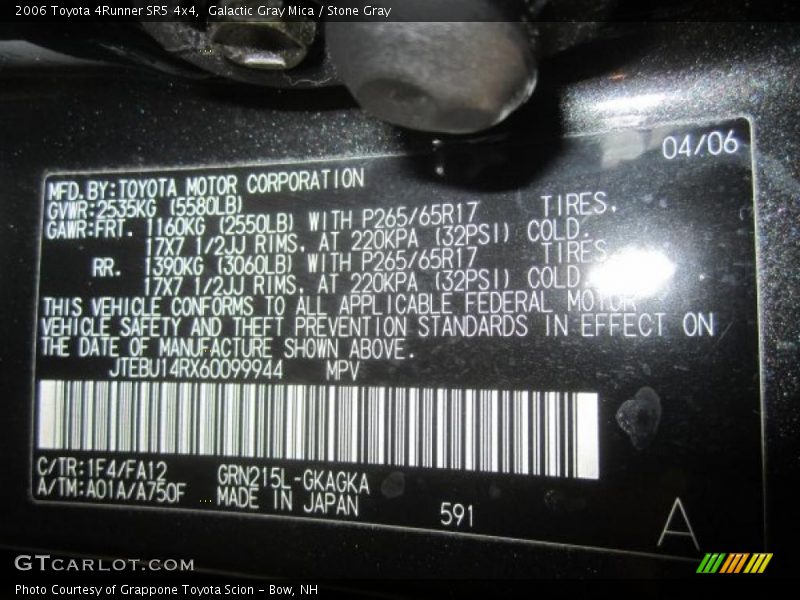 2006 Toyota 4Runner SR5 4x4, Galactic Gray Mica / Stone Gray
04/06
MFD. BY: TOYOTA MOTOR CORPORATION
GVWR: 2535KG (5580LB)
GAWR: FRT. 1160KG (2550LB) WITH P265/65R17 TIRES.
17X7 1/2JJ RIMS, AT 220KPA (32PSI) COLD.
RR. 1390KG (3060LB) WITH P265/65R17 TIRES
17X7 1/2JJ RIMS, AT 220KPA (32PSI) COLD
THIS VEHICLE CONFORMS TO ALL APPLICABLE FEDERAL MOTOR
VEHICLE SAFETY AND THEFT PREVENTION STANDARDS IN EFFECT ON
THE DATE OF MANUFACTURE SHOWN ABOVE.
JTEBU14RX60099944 MPV
C/TR: 1F4/FA12 GRN215L-GKAGKA
A/TM: A01A/A750F MADE IN JAPAN
591
A
GTCARLOT.COM
Photo Courtesy of Grappone Toyota Scion - Bow, NH